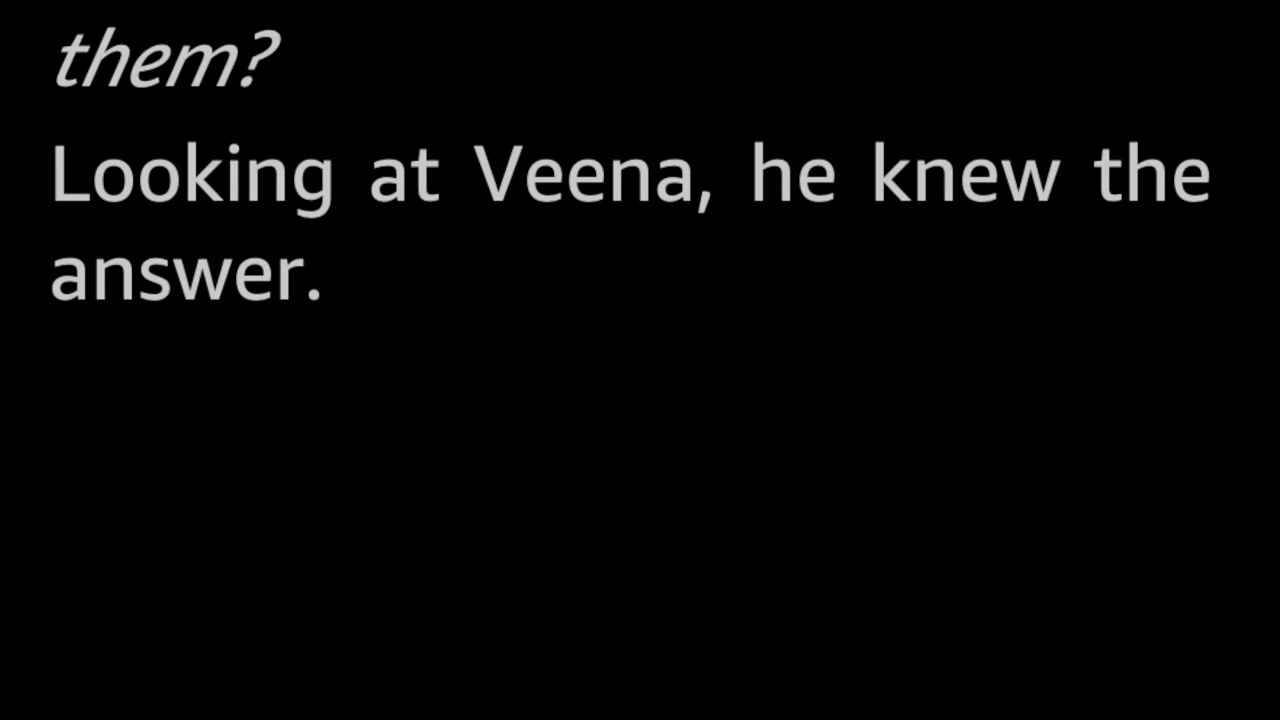 them?
Looking at Veena, he knew the
answer.